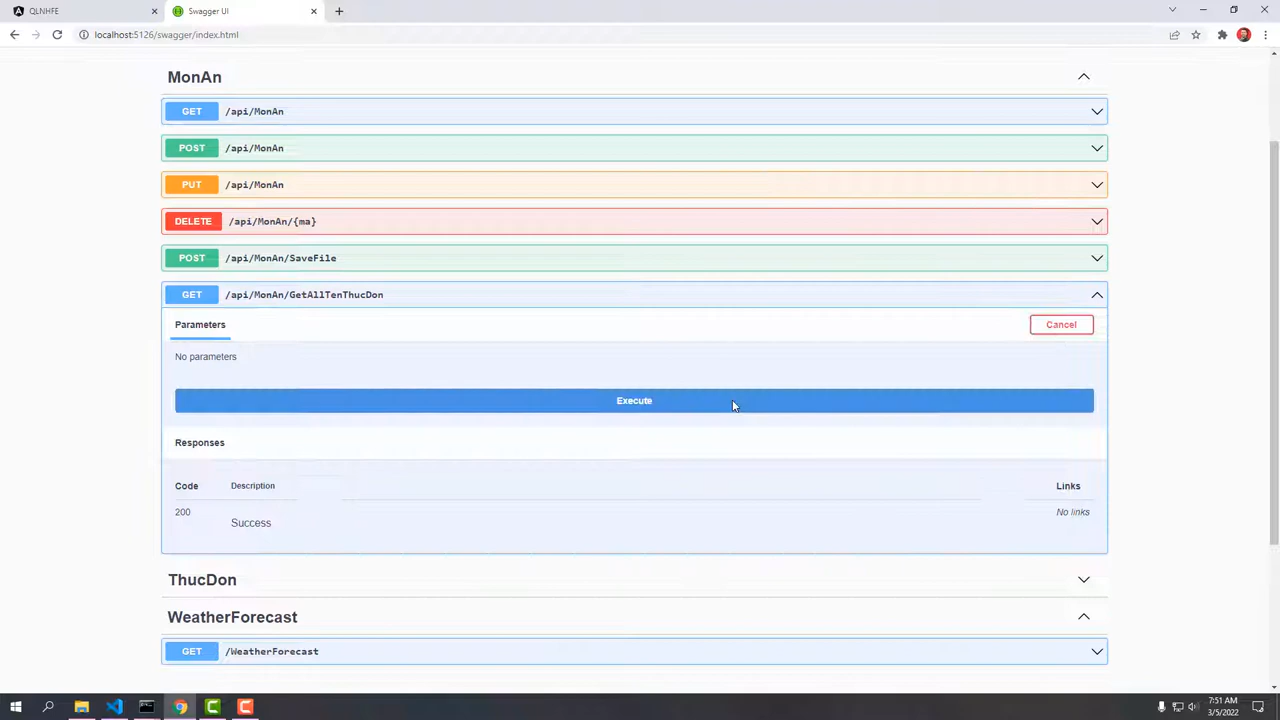 QLNHFE
Swagger UI
localhost:5126/swagger/index.html
MonAn
GET /api/MonAn
POST /api/MonAn
PUT /api/MonAn
DELETE /api/MonAn/{ma}
POST /api/MonAn/SaveFile
GET /api/MonAn/GetAllTenThucDon
Parameters Cancel
No parameters
Execute
Responses
Code Description Links
200 Success No links
ThucDon
WeatherForecast
GET /WeatherForecast
7:51 AM
3/5/2022